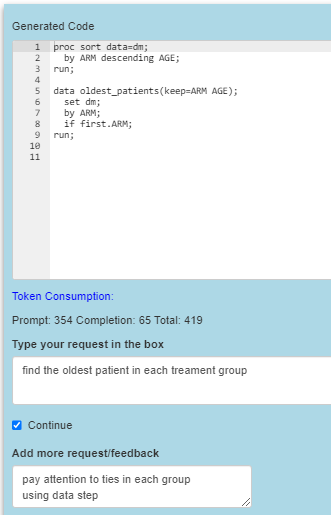 Generated Code
1 proc sort data=dm;
2   by ARM descending AGE;
3 run;
4
5 data oldest_patients(keep=ARM AGE);
6   set dm;
7   by ARM;
8   if first.ARM;
9 run;
10
11
Token Consumption:
Prompt: 354 Completion: 65 Total: 419
Type your request in the box
find the oldest patient in each treament group
Continue
Add more request/feedback
pay attention to ties in each group
using data step